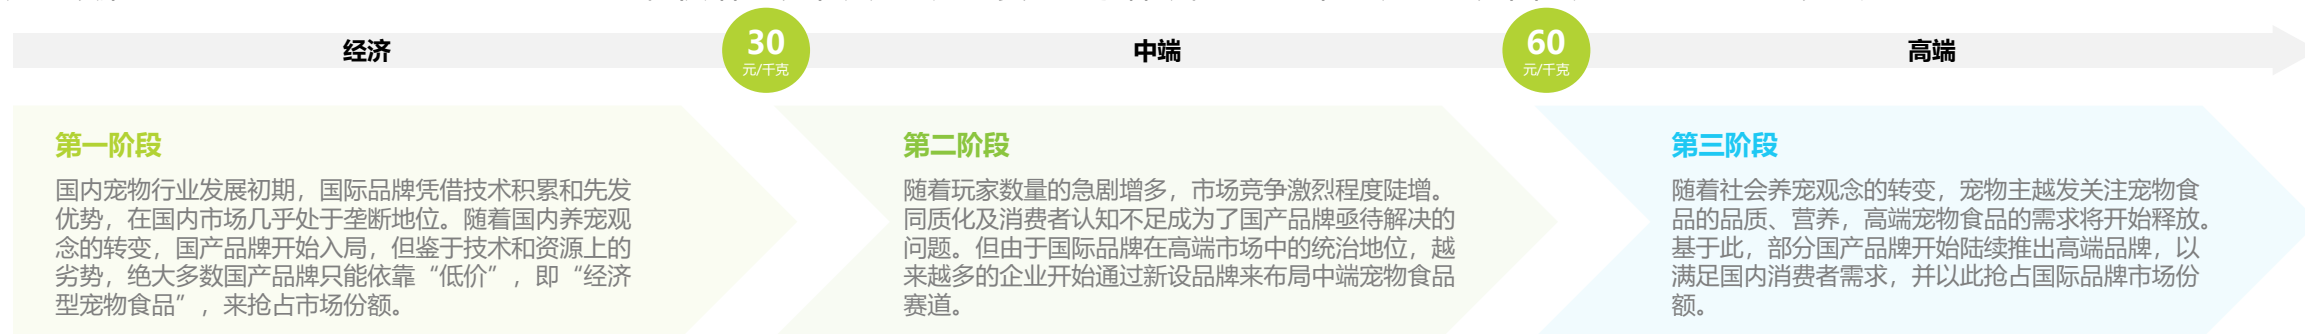 经济
30
元/千克
中端
60
元/千克
高端
第一阶段
国内宠物行业发展初期，国际品牌凭借技术积累和先发
优势，在国内市场几乎处于垄断地位。随着国内养宠观
念的转变，国产品牌开始入局，但鉴于技术和资源上的
劣势，绝大多数国产品牌只能依靠“低价”，即“经济
型宠物食品”，来抢占市场份额。
第二阶段
随着玩家数量的急剧增多，市场竞争激烈程度陡增。
同质化及消费者认知不足成为了国产品牌亟待解决的
问题。但由于国际品牌在高端市场中的统治地位，越
来越多的企业开始通过新设品牌来布局中端宠物食品
赛道。
第三阶段
随着社会养宠观念的转变，宠物主越发关注宠物食
品的品质、营养，高端宠物食品的需求将开始释放。
基于此，部分国产品牌开始陆续推出高端品牌，以
满足国内消费者需求，并以此抢占国际品牌市场份
额。